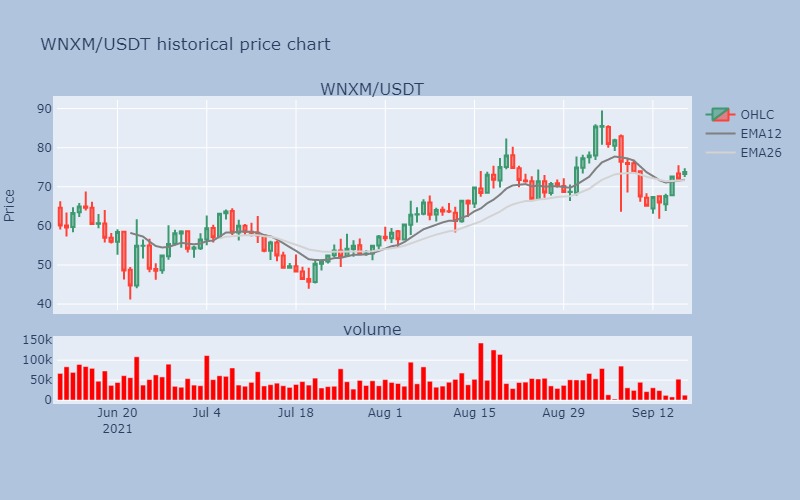 WNXM/USDT historical price chart
WNXM/USDT
90
80
70
60
50
40
Price
OHLC
EMA12
EMA26
volume
150k
100k
50k
0
Jun 20
2021
Jul 4
Jul 18
Aug 1
Aug 15
Aug 29
Sep 12